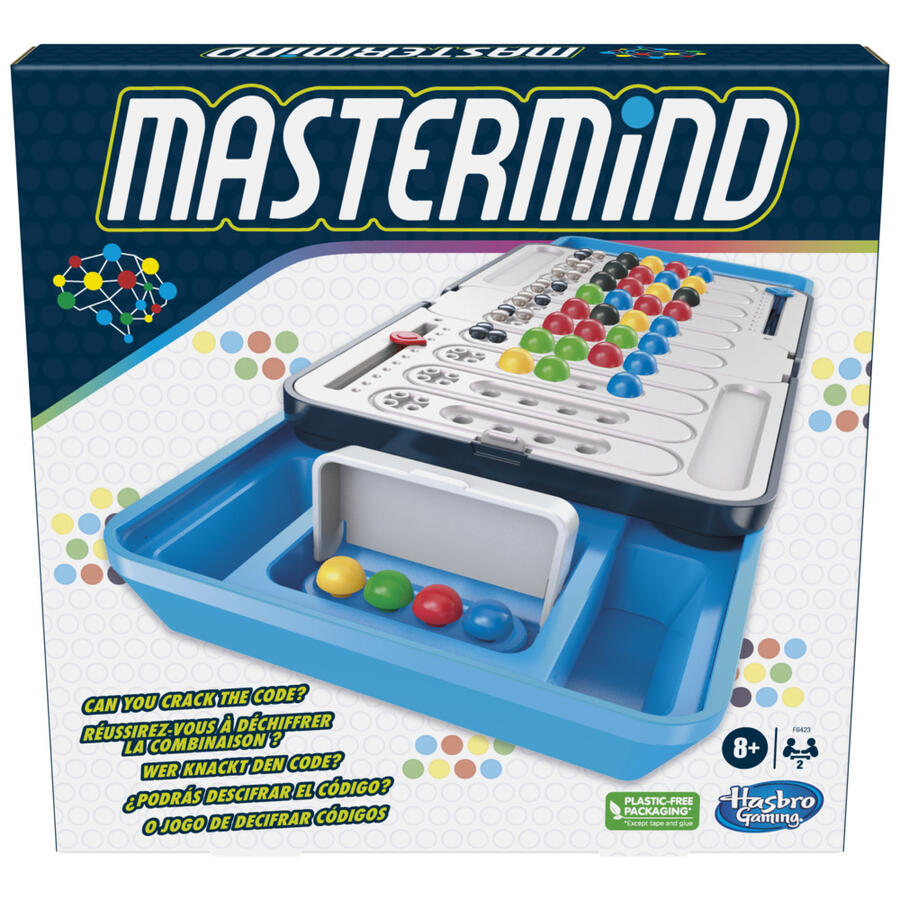 MASTERMIND
MASTERMIND
CAN YOU CRACK THE CODE?
RÉUSSIREZ-VOUS À DÉCHIFFRER
LA COMBINAISON ?
WER KNACKT DEN CODE?
¿PODRÁS DESCIFRAR EL CÓDIGO?
O JOGO DE DECIFRAR CÓDIGOS
8+
F6423
2
PLASTIC-FREE
PACKAGING*
*Except tape and glue
Hasbro
Gaming